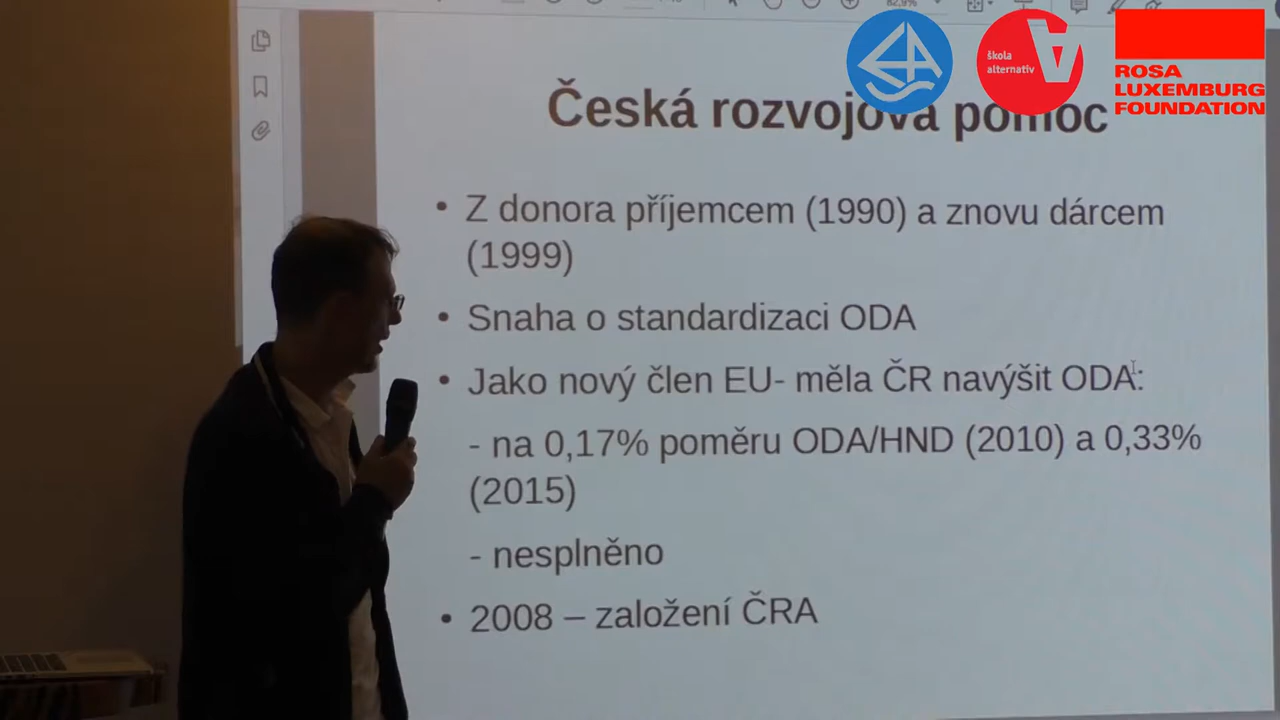 82,9%
škola
alternativ
ROSA
LUXEMBURG
FOUNDATION
Česká rozvojová pomoc
• Z donora příjemcem (1990) a znovu dárcem
(1999)
• Snaha o standardizaci ODA
• Jako nový člen EU- měla ČR navýšit ODA:
- na 0,17% poměru ODA/HND (2010) a 0,33%
(2015)
- nesplněno
• 2008 – založení ČRA